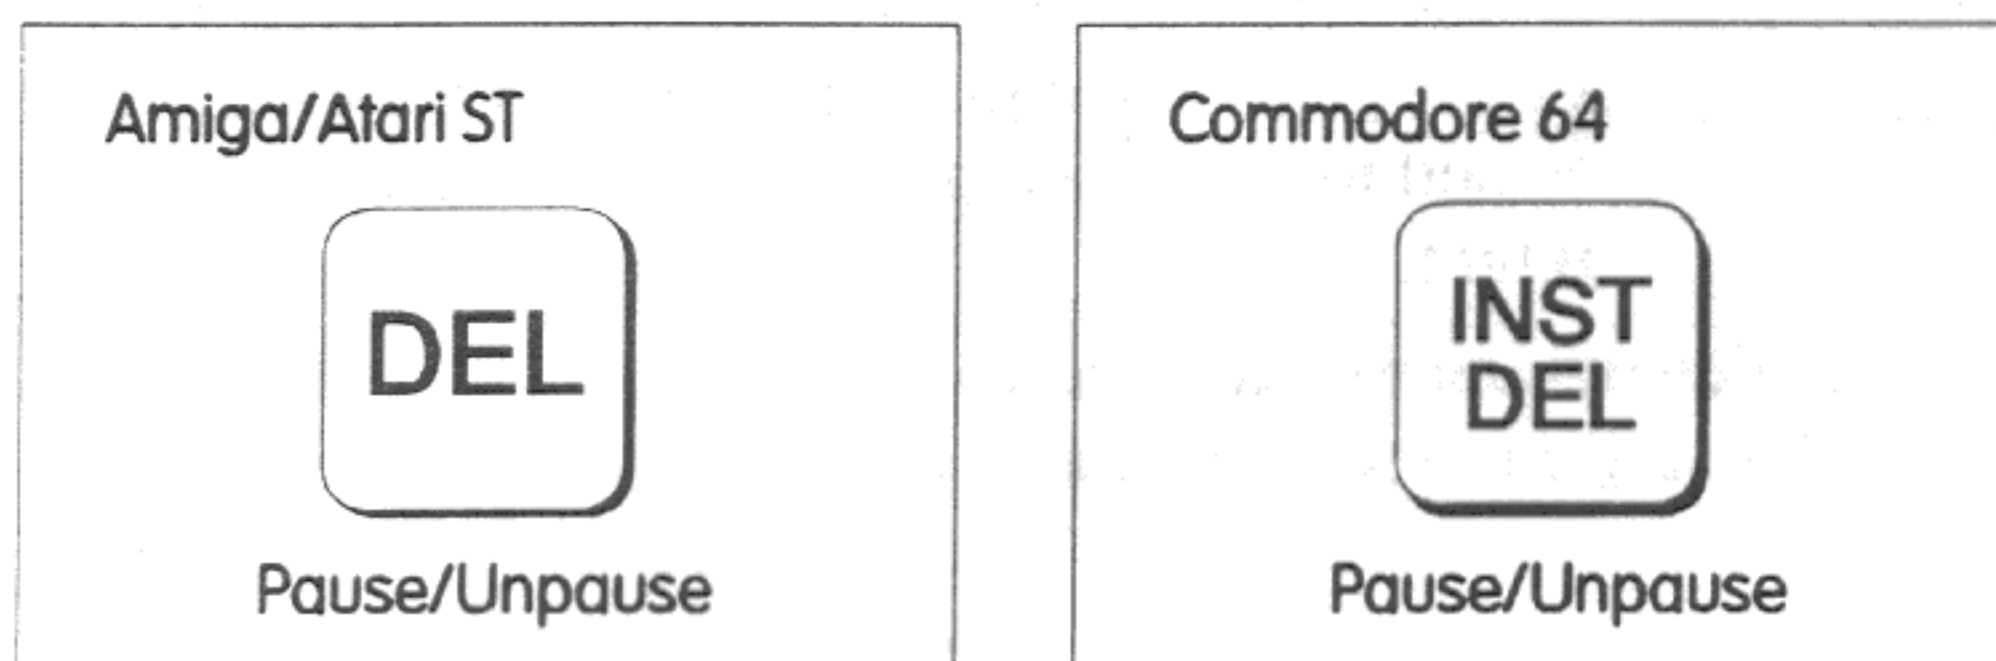 Amiga/Atari ST
DEL
Pause/Unpause
Commodore 64
INST
DEL
Pause/Unpause